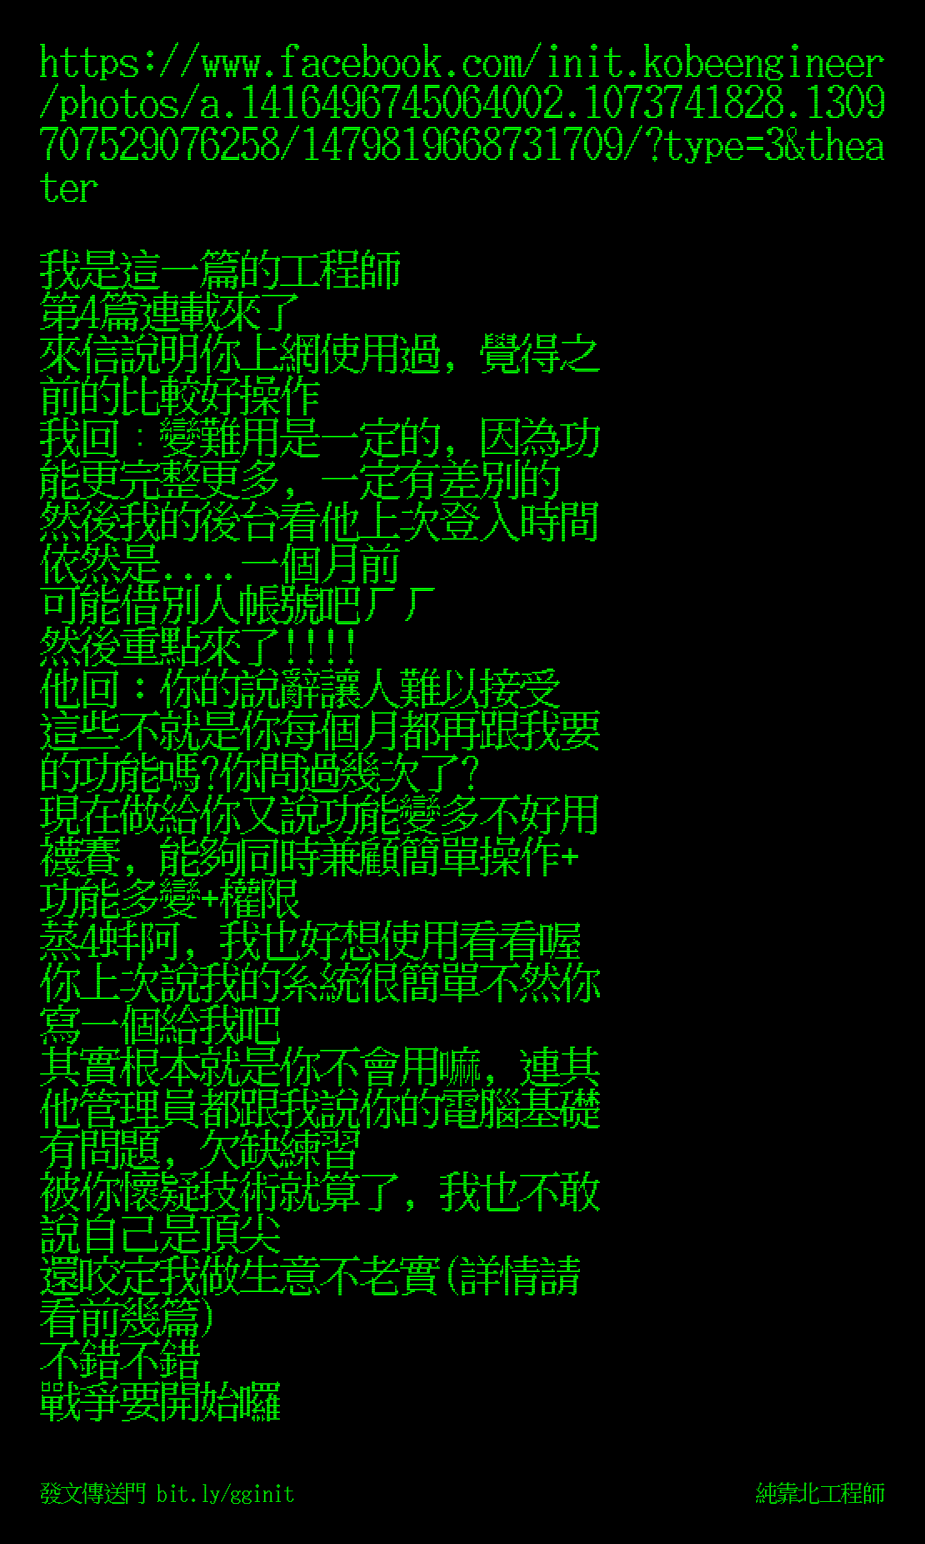 https://www.facebook.com/init.kobeengineer
/photos/a.1416496745064002.1073741828.1309
707529076258/1479819668731709/?type=3&thea
ter
我是這一篇的工程師
第4篇連載來了
來信說明你上網使用過，覺得之
前的比較好操作
我回：變難用是一定的，因為功
能更完整更多，一定有差別的
然後我的後台看他上次登入時間
依然是....一個月前
可能借別人帳號吧ㄏㄏ
然後重點來了!!!!
他回：你的說辭讓人難以接受
這些不就是你每個月都再跟我要
的功能嗎?你問過幾次了?
現在做給你又說功能變多不好用
襪賽，能夠同時兼顧簡單操作+
功能多變+權限
蒸4蚌阿，我也好想使用看看喔
你上次說我的系統很簡單不然你
寫一個給我吧
其實根本就是你不會用嘛，連其
他管理員都跟我說你的電腦基礎
有問題，欠缺練習
被你懷疑技術就算了，我也不敢
說自己是頂尖
還咬定我做生意不老實(詳情請
看前幾篇)
不錯不錯
戰爭要開始囉
發文傳送門 bit.ly/gginit
純靠北工程師